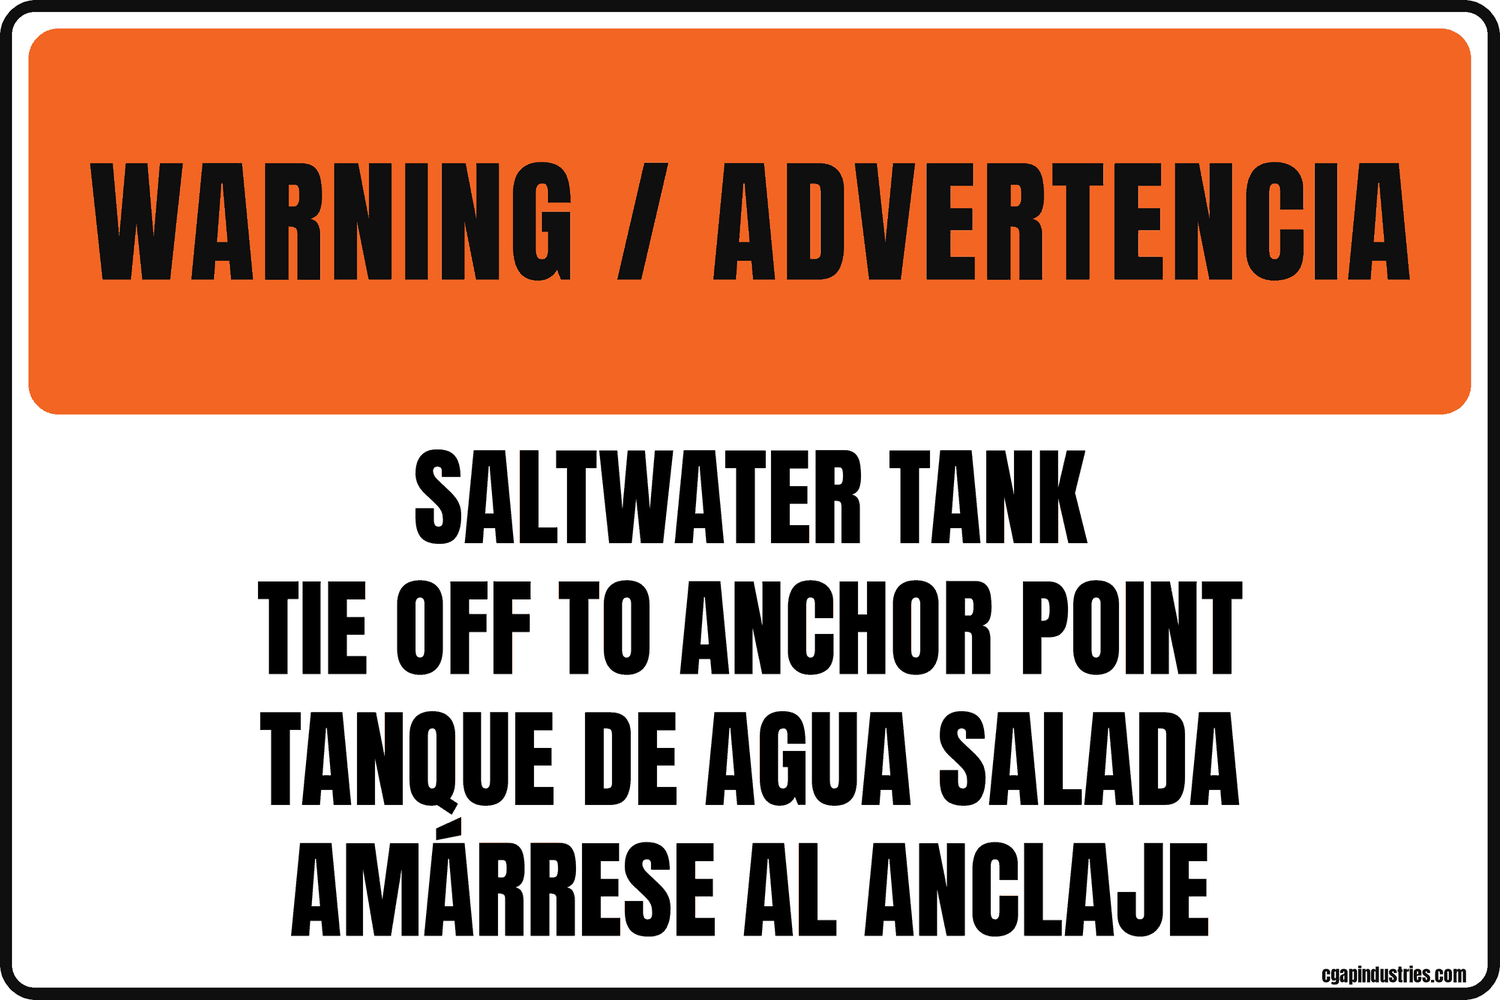 WARNING / ADVERTENCIA
SALTWATER TANK
TIE OFF TO ANCHOR POINT
TANQUE DE AGUA SALADA
AMÁRRESE AL ANCLAJE
cgapindustries.com